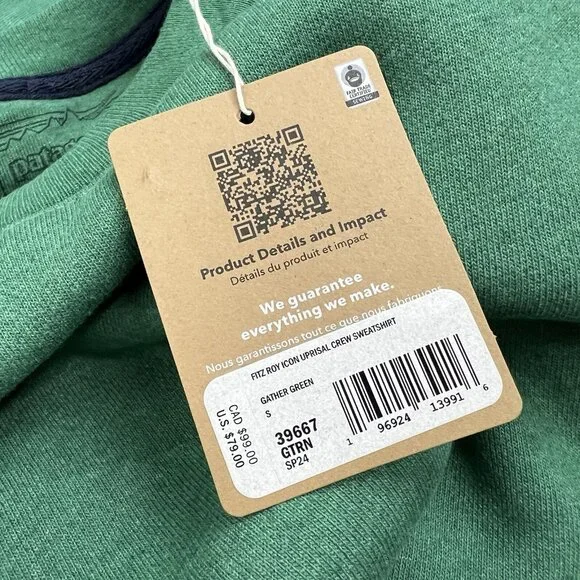 FAIR TRADE
CERTIFIED
Product Details and Impact
Détails du produit et impact
We guarantee
everything we make.
Nous garantissons tout ce que nous fabriquons.
FITZ ROY ICON UPRISAL CREW SWEATSHIRT
GATHER GREEN
S
39667
GTRN
SP24
CAD $99.00
U.S. $79.00
1 96924 13991 6